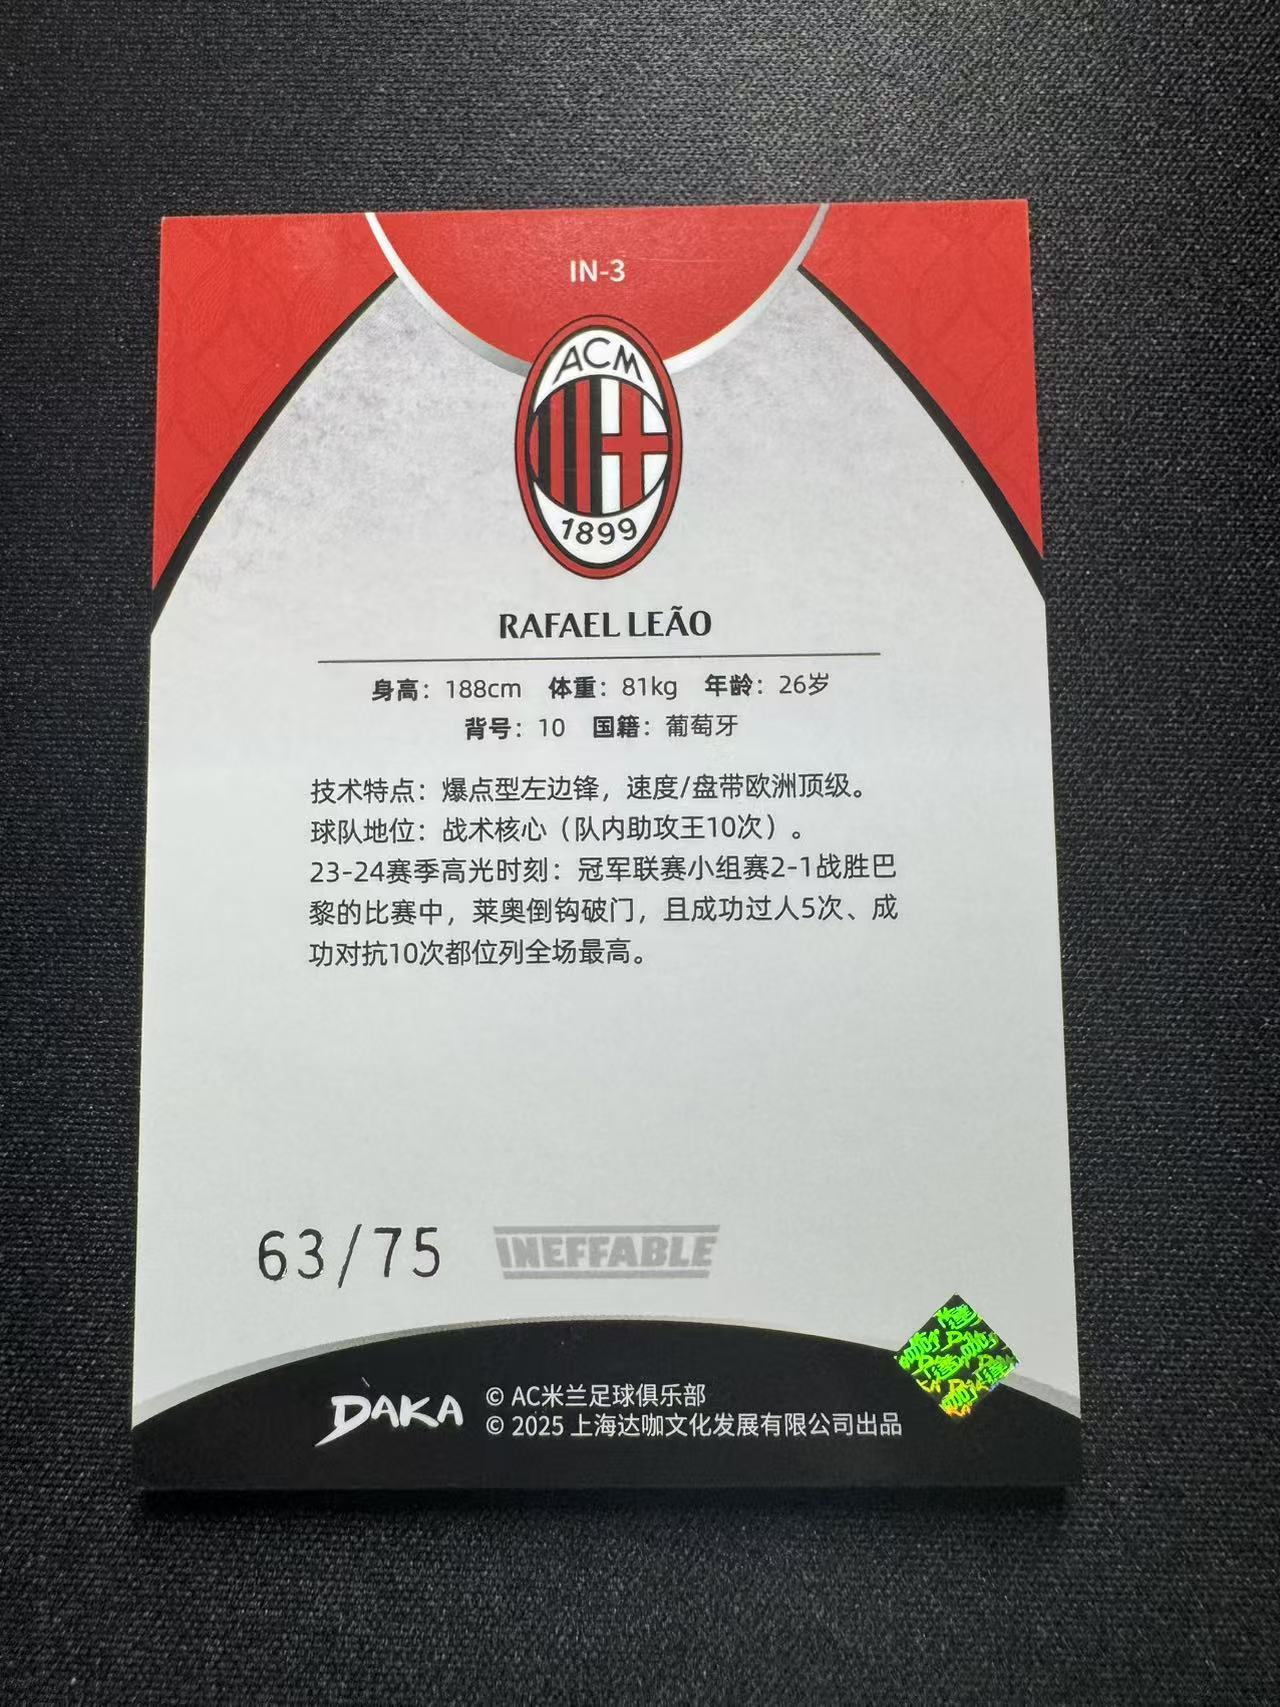 IN-3
ACM
1899
RAFAEL LEÃO
身高：188cm 体重：81kg 年龄：26岁
背号：10 国籍：葡萄牙
技术特点：爆点型左边锋，速度/盘带欧洲顶级。
球队地位：战术核心（队内助攻王10次）。
23-24赛季高光时刻：冠军联赛小组赛2-1战胜巴
黎的比赛中，莱奥倒钩破门，且成功过人5次、成
功对抗10次都位列全场最高。
63/75 INEFFABLE
DAKA
© AC米兰足球俱乐部
© 2025 上海达咖文化发展有限公司出品